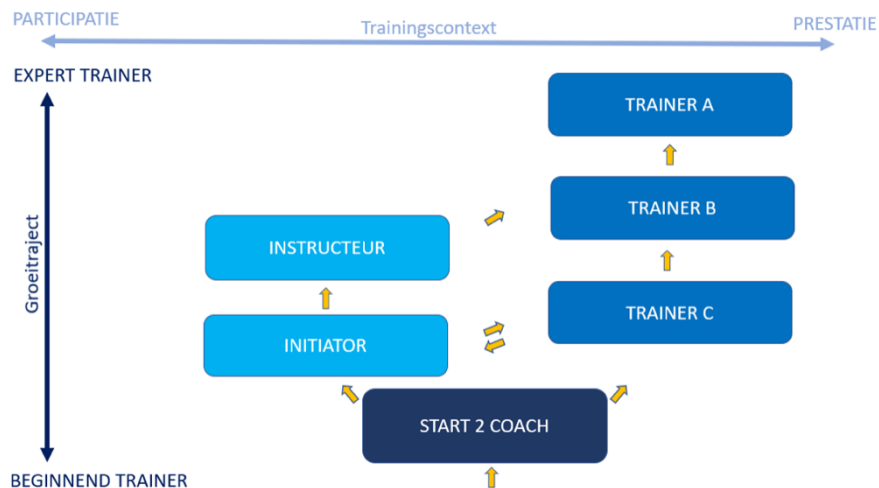 PARTICIPATIE
Trainingscontext
PRESTATIE
EXPERT TRAINER
TRAINER A
TRAINER B
INSTRUCTEUR
Groeitraject
TRAINER C
INITIATOR
START 2 COACH
BEGINNEND TRAINER